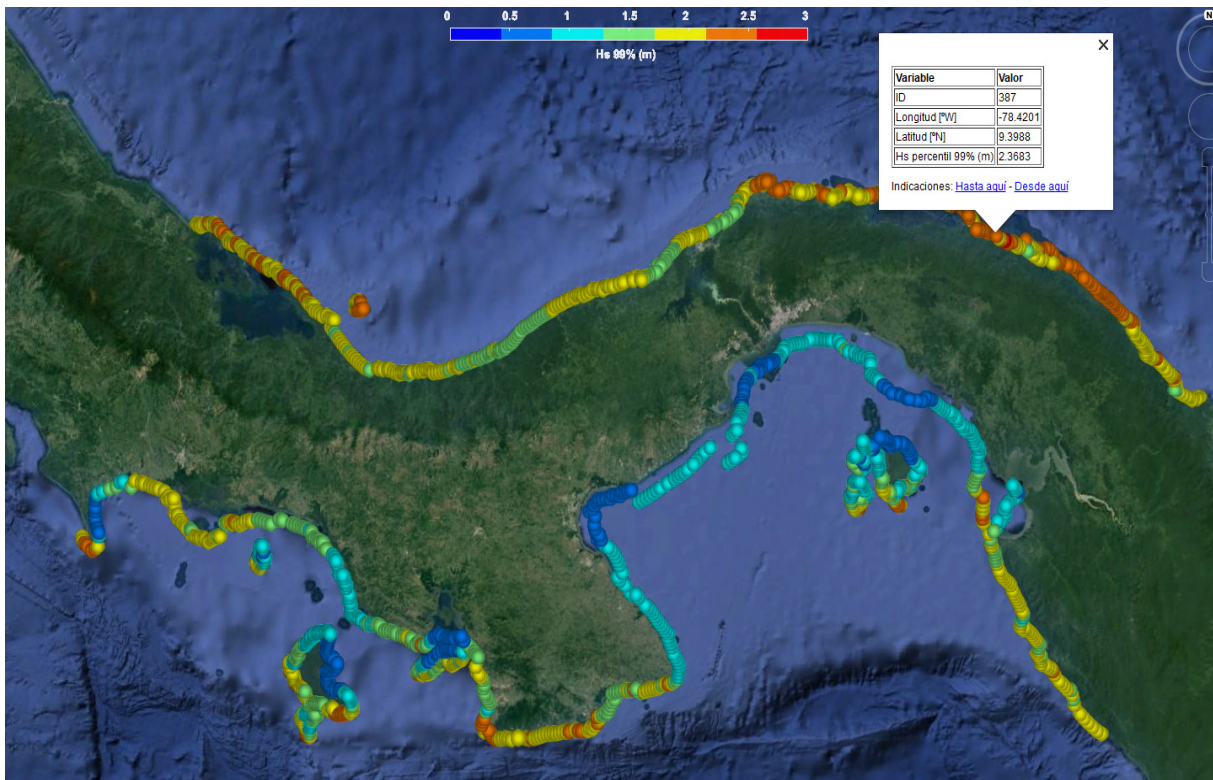 0 0.5 1 1.5 2 2.5 3
Hs 99% (m)
N
Variable Valor
ID 387
Longitud [ºW] -78.4201
Latitud [ºN] 9.3988
Hs percentil 99% (m) 2.3683
Indicaciones: Hasta aquí - Desde aquí